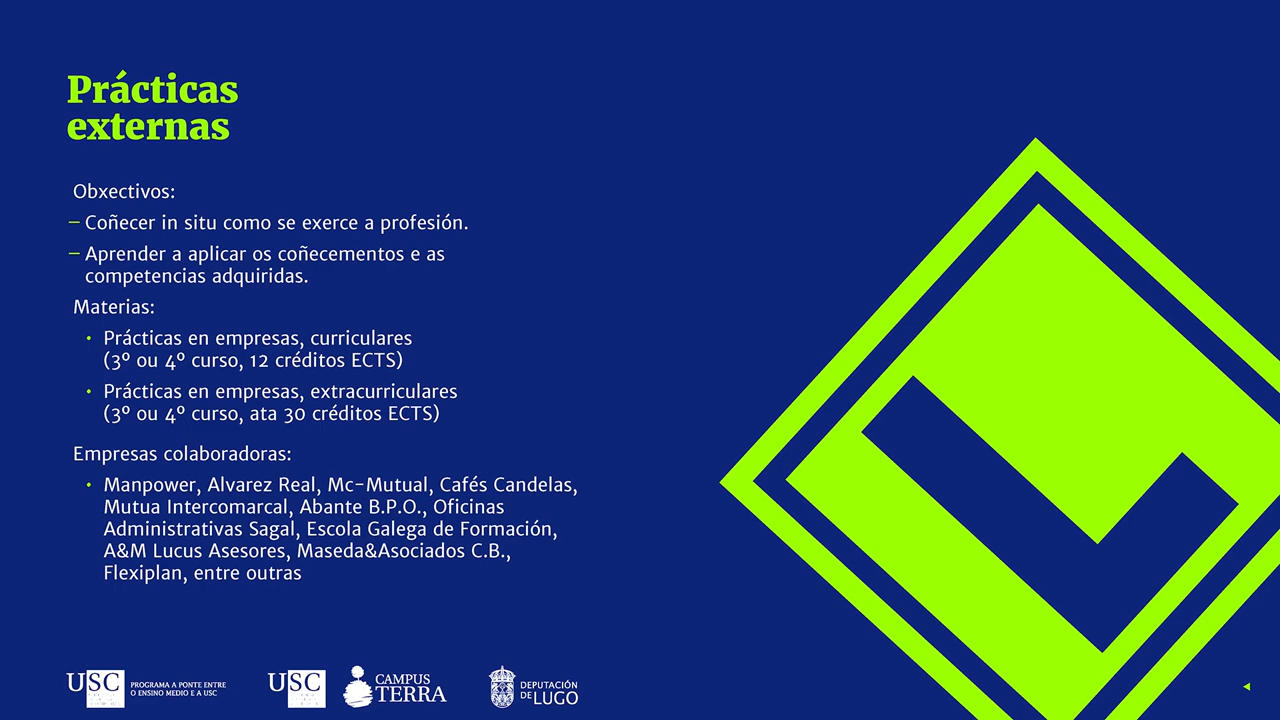 Prácticas
externas
Obxectivos:
– Coñecer in situ como se exerce a profesión.
– Aprender a aplicar os coñecementos e as
competencias adquiridas.
Materias:
• Prácticas en empresas, curriculares
(3º ou 4º curso, 12 créditos ECTS)
• Prácticas en empresas, extracurriculares
(3º ou 4º curso, ata 30 créditos ECTS)
Empresas colaboradoras:
• Manpower, Alvarez Real, Mc-Mutual, Cafés Candelas,
Mutua Intercomarcal, Abante B.P.O., Oficinas
Administrativas Sagal, Escola Galega de Formación,
A&M Lucus Asesores, Maseda&Asociados C.B.,
Flexiplan, entre outras
USC
PROGRAMA A PONTE ENTRE
O ENSINO MEDIO E A USC
USC
CAMPUS
TERRA
DEPUTACIÓN
DE LUGO